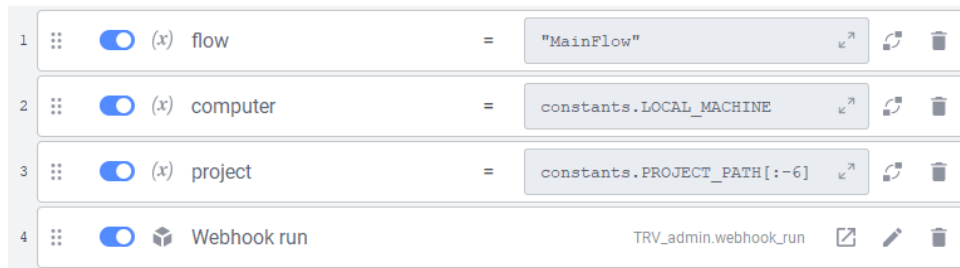 1 (x) flow = "MainFlow"
2 (x) computer = constants.LOCAL_MACHINE
3 (x) project = constants.PROJECT_PATH[:-6]
4 Webhook run TRV_admin.webhook_run